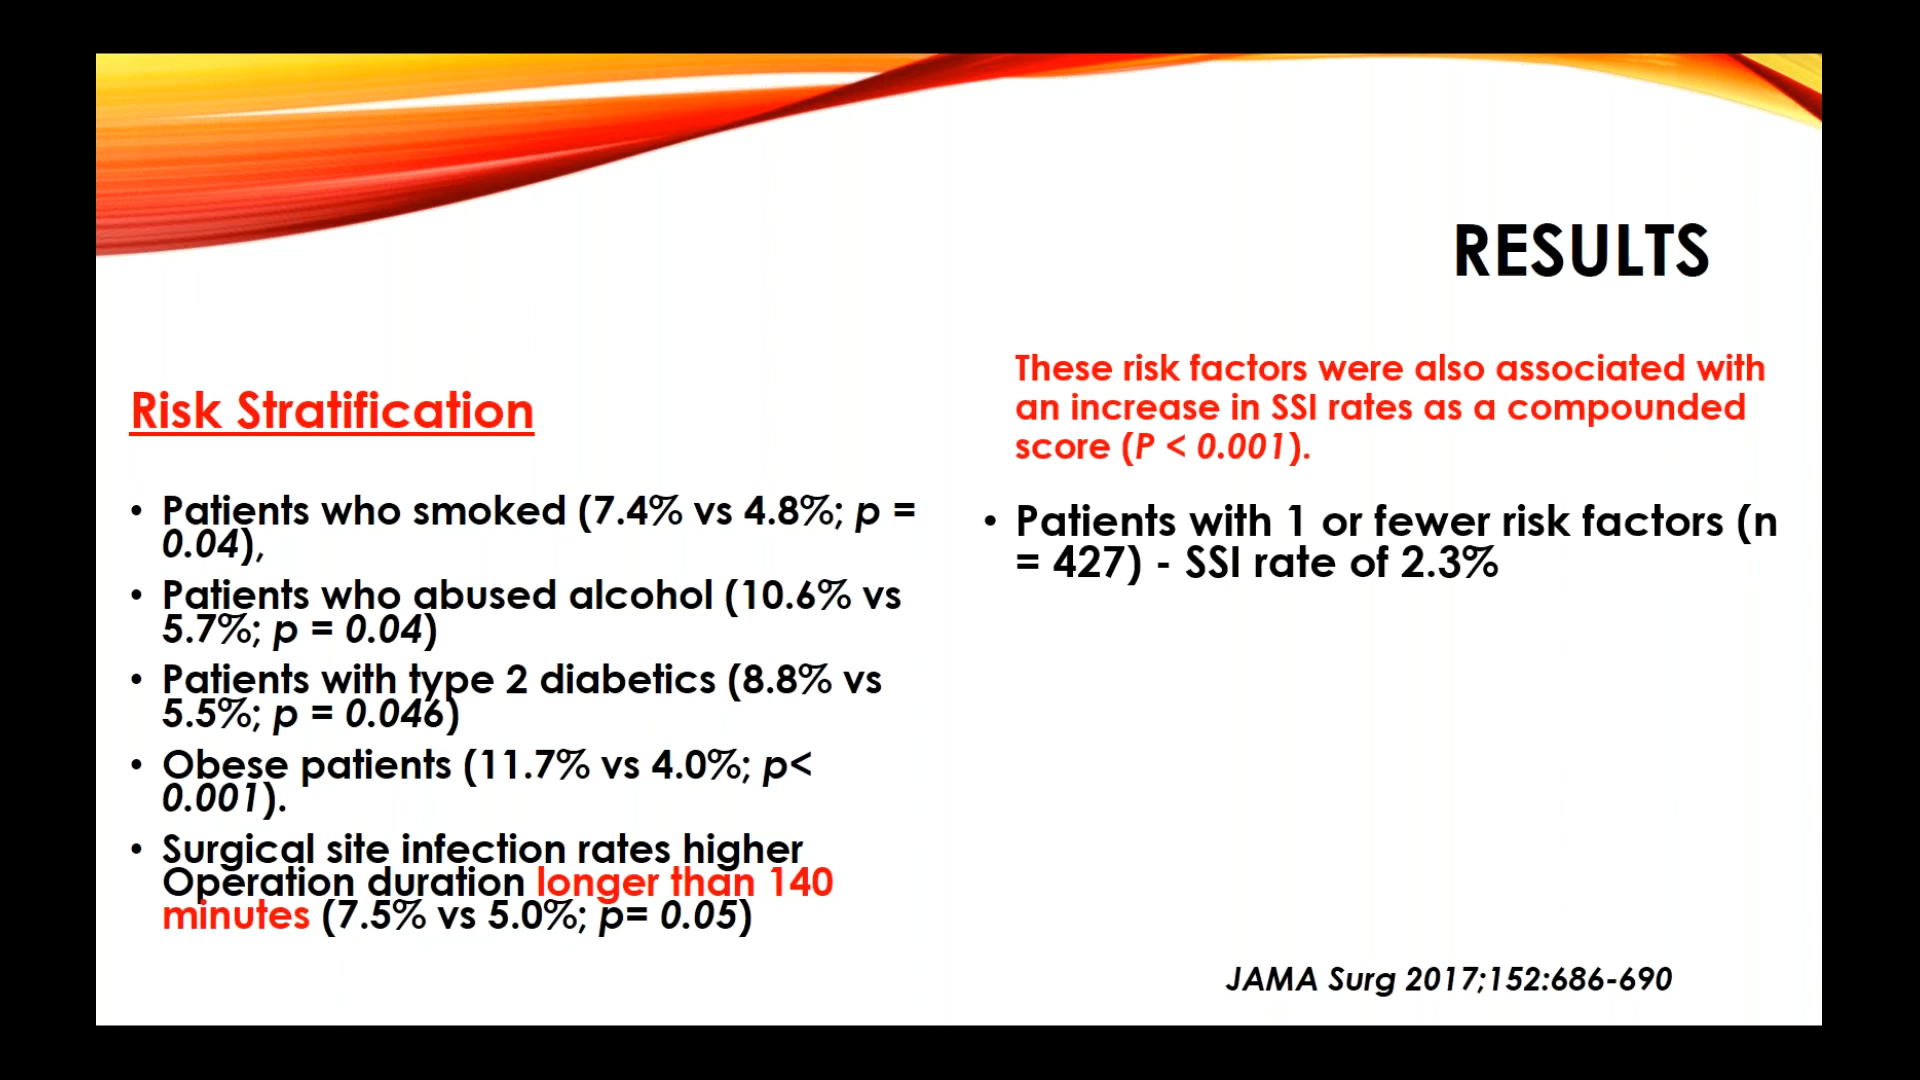 RESULTS
Risk Stratification
• Patients who smoked (7.4% vs 4.8%; p =
0.04),
• Patients who abused alcohol (10.6% vs
5.7%; p = 0.04)
• Patients with type 2 diabetics (8.8% vs
5.5%; p = 0.046)
• Obese patients (11.7% vs 4.0%; p<
0.001).
• Surgical site infection rates higher
Operation duration longer than 140
minutes (7.5% vs 5.0%; p= 0.05)
These risk factors were also associated with
an increase in SSI rates as a compounded
score (P < 0.001).
• Patients with 1 or fewer risk factors (n
= 427) - SSI rate of 2.3%
JAMA Surg 2017;152:686-690